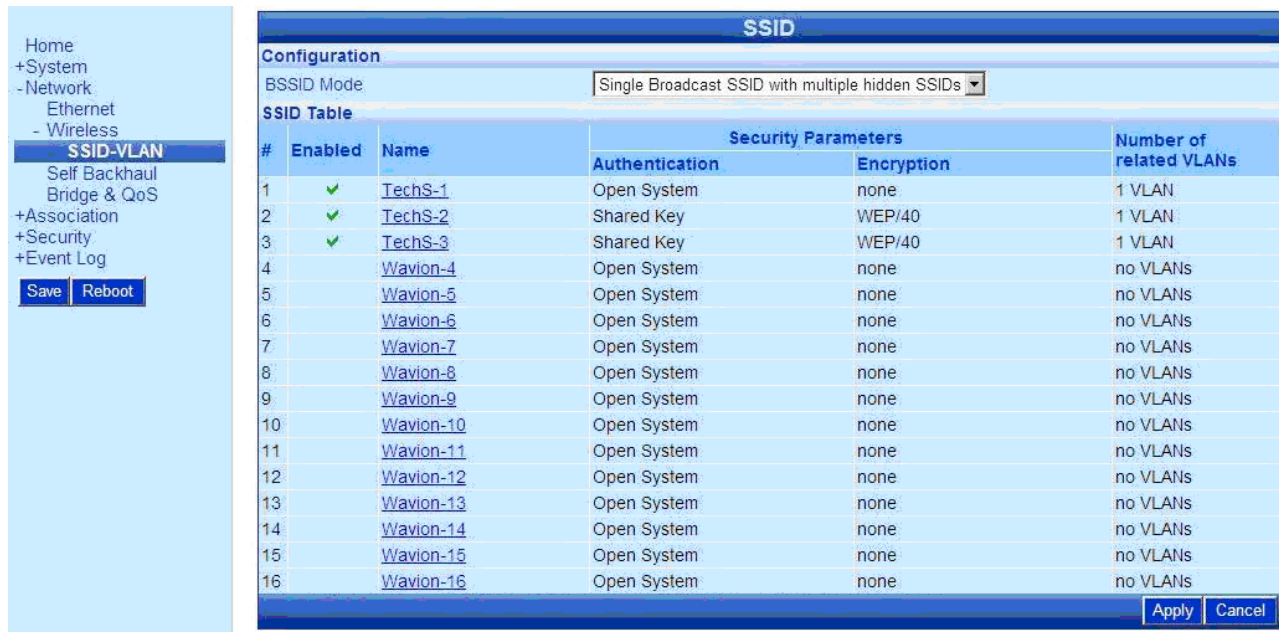 Home
+System
-Network
Ethernet
- Wireless
SSID-VLAN
Self Backhaul
Bridge & QoS
+Association
+Security
+Event Log
Save Reboot
SSID
Configuration
BSSID Mode Single Broadcast SSID with multiple hidden SSIDs
SSID Table
# Enabled Name Security Parameters Authentication Encryption Number of related VLANs
1 ✔ TechS-1 Open System none 1 VLAN
2 ✔ TechS-2 Shared Key WEP/40 1 VLAN
3 ✔ TechS-3 Shared Key WEP/40 1 VLAN
4 Wavion-4 Open System none no VLANs
5 Wavion-5 Open System none no VLANs
6 Wavion-6 Open System none no VLANs
7 Wavion-7 Open System none no VLANs
8 Wavion-8 Open System none no VLANs
9 Wavion-9 Open System none no VLANs
10 Wavion-10 Open System none no VLANs
11 Wavion-11 Open System none no VLANs
12 Wavion-12 Open System none no VLANs
13 Wavion-13 Open System none no VLANs
14 Wavion-14 Open System none no VLANs
15 Wavion-15 Open System none no VLANs
16 Wavion-16 Open System none no VLANs
Apply Cancel